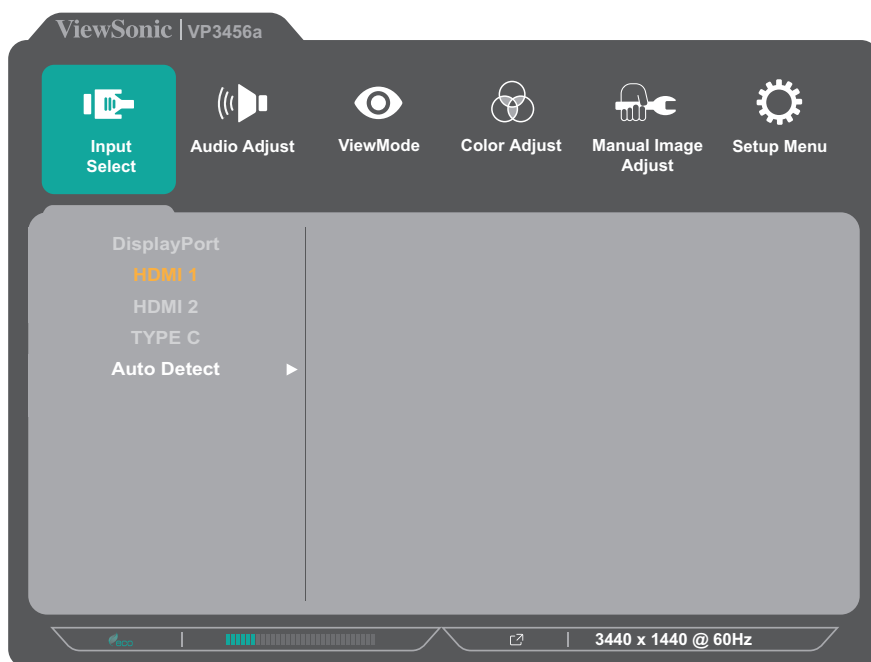 ViewSonic | VP3456a
Input
Select
Audio Adjust
ViewMode
Color Adjust
Manual Image
Adjust
Setup Menu
DisplayPort
HDMI 1
HDMI 2
TYPE C
Auto Detect
eco
3440 x 1440 @ 60Hz